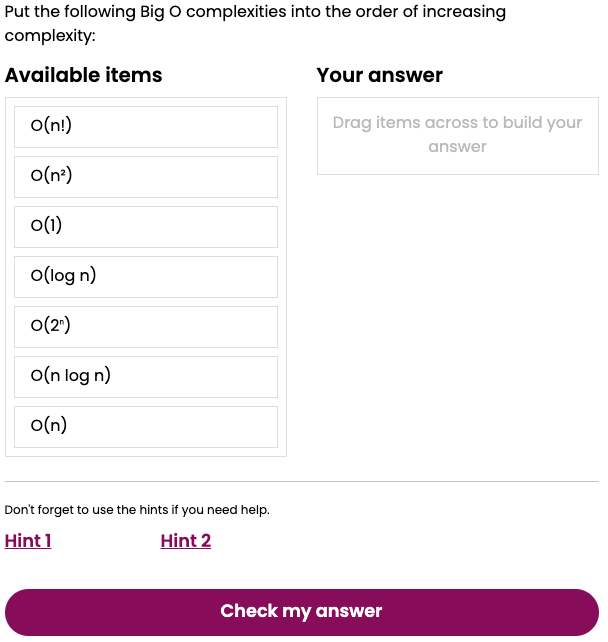 Put the following Big O complexities into the order of increasing
complexity:
Available items
Your answer
O(n!)
O(n²)
O(1)
O(log n)
O(2ⁿ)
O(n log n)
O(n)
Drag items across to build your
answer
Don't forget to use the hints if you need help.
Hint 1
Hint 2
Check my answer